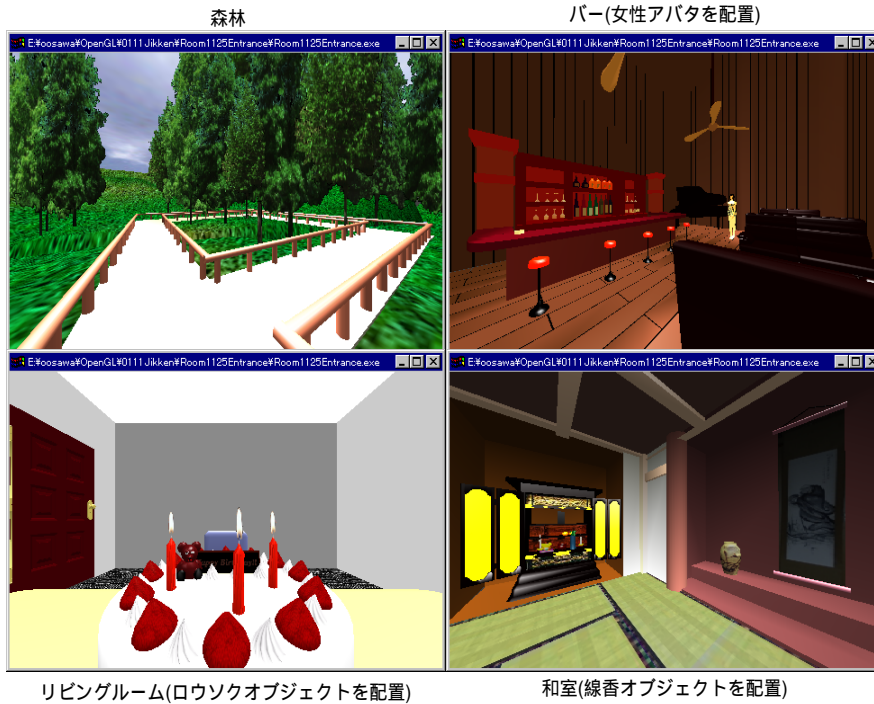 森林
バー(女性アバタを配置)
E:¥oosawa¥OpenGL¥0111Jikken¥Room1125Entrance¥Room1125Entrance.exe
E:¥oosawa¥OpenGL¥0111Jikken¥Room1125Entrance¥Room1125Entrance.exe
E:¥oosawa¥OpenGL¥0111Jikken¥Room1125Entrance¥Room1125Entrance.exe
E:¥oosawa¥OpenGL¥0111Jikken¥Room1125Entrance¥Room1125Entrance.exe
リビングルーム(ロウソクオブジェクトを配置)
和室(線香オブジェクトを配置)